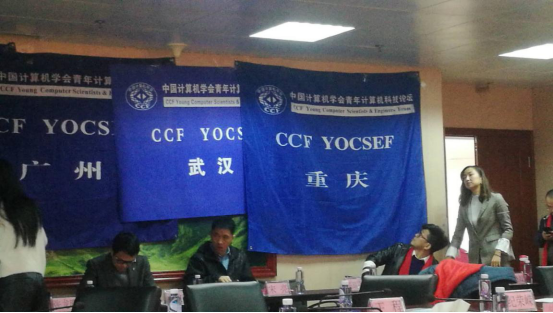 中国计算机学会青年计算
CCF Young Computer Scientists & E
CCF YOCSEF
广州
中国计算机学会青年计算
CCF Young Computer Scientists &
CCF YOCS
武汉
中国计算机学会青年计算机科技论坛
CCF Young Computer Scientists & Engineers Forum
CCF YOCSEF
重庆
CCF